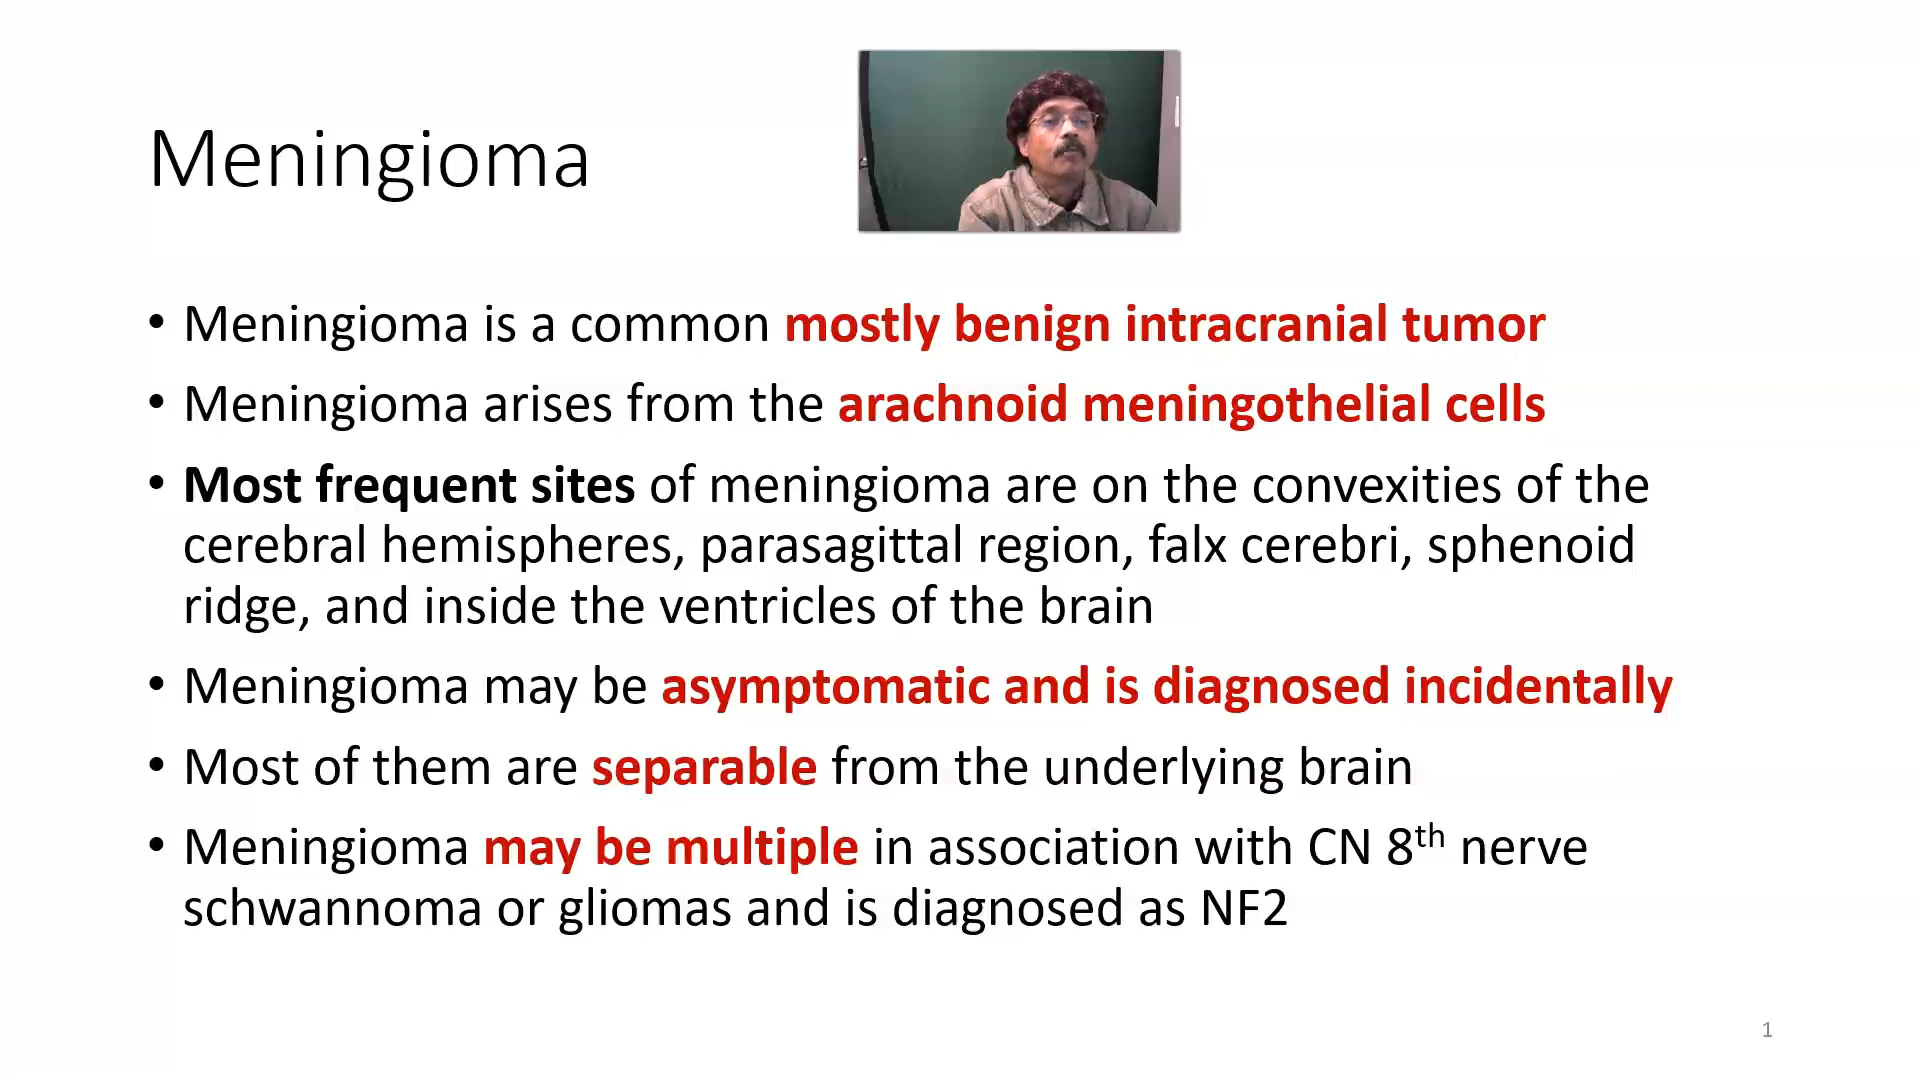 Meningioma
• Meningioma is a common mostly benign intracranial tumor
• Meningioma arises from the arachnoid meningothelial cells
• Most frequent sites of meningioma are on the convexities of the
cerebral hemispheres, parasagittal region, falx cerebri, sphenoid
ridge, and inside the ventricles of the brain
• Meningioma may be asymptomatic and is diagnosed incidentally
• Most of them are separable from the underlying brain
• Meningioma may be multiple in association with CN 8th nerve
schwannoma or gliomas and is diagnosed as NF2
1